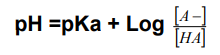 pH =pKa + Log [A-]/[HA]